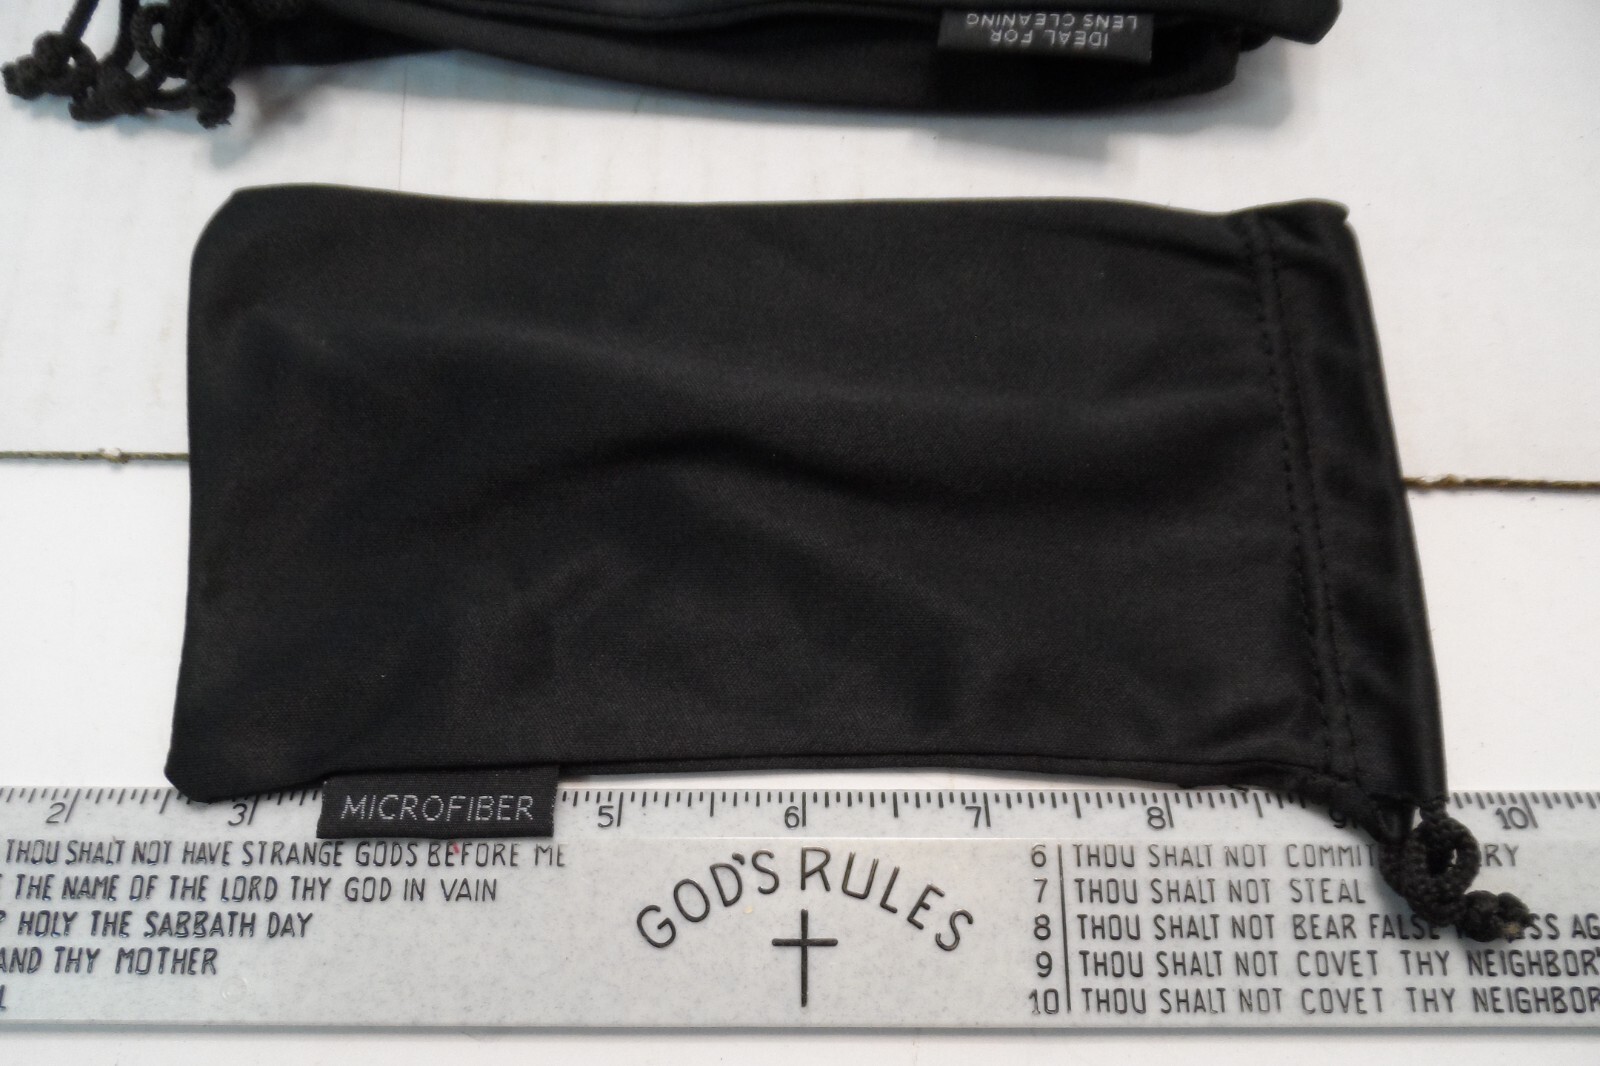 IDEAL FOR
LENS CLEANING
MICROFIBER
2 3 5 6 7 8 9 10
THOU SHALT NOT HAVE STRANGE GODS BEFORE ME
THE NAME OF THE LORD THY GOD IN VAIN
HOLY THE SABBATH DAY
AND THY MOTHER
GOD'S RULES
6 THOU SHALT NOT COMMIT
7 THOU SHALT NOT STEAL
8 THOU SHALT NOT BEAR FALSE
9 THOU SHALT NOT COVET THY NEIGHBOR'
10 THOU SHALT NOT COVET THY NEIGHBOR